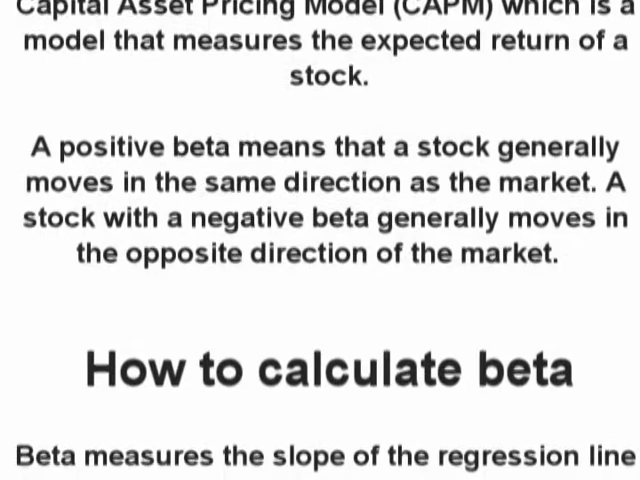 Capital Asset Pricing Model (CAPM) which is a
model that measures the expected return of a
stock.
A positive beta means that a stock generally
moves in the same direction as the market. A
stock with a negative beta generally moves in
the opposite direction of the market.
How to calculate beta
Beta measures the slope of the regression line